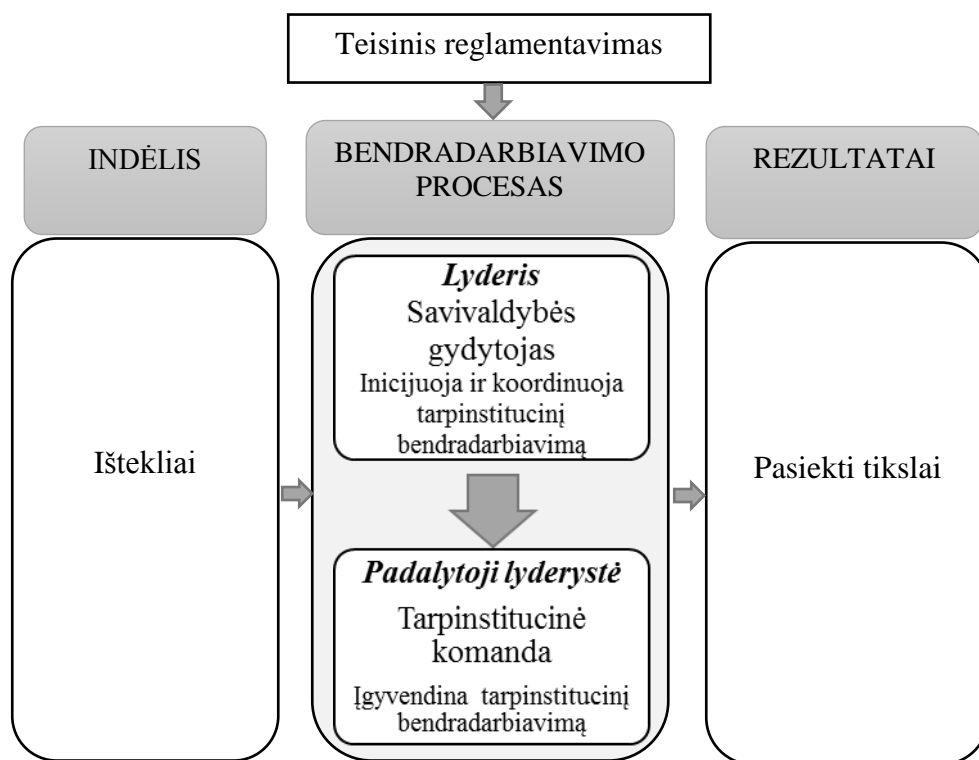 Teisinis reglamentavimas
INDĖLIS
BENDRADARBIAVIMO
PROCESAS
REZULTATAI
Ištekliai
Lyderis
Savivaldybės
gydytojas
Inicijuoja ir koordinuoja
tarpinstitucinį
bendradarbiavimą
Padalytoji lyderystė
Tarpinstitucinė
komanda
Įgyvendina tarpinstitucinį
bendradarbiavimą
Pasiekti tikslai